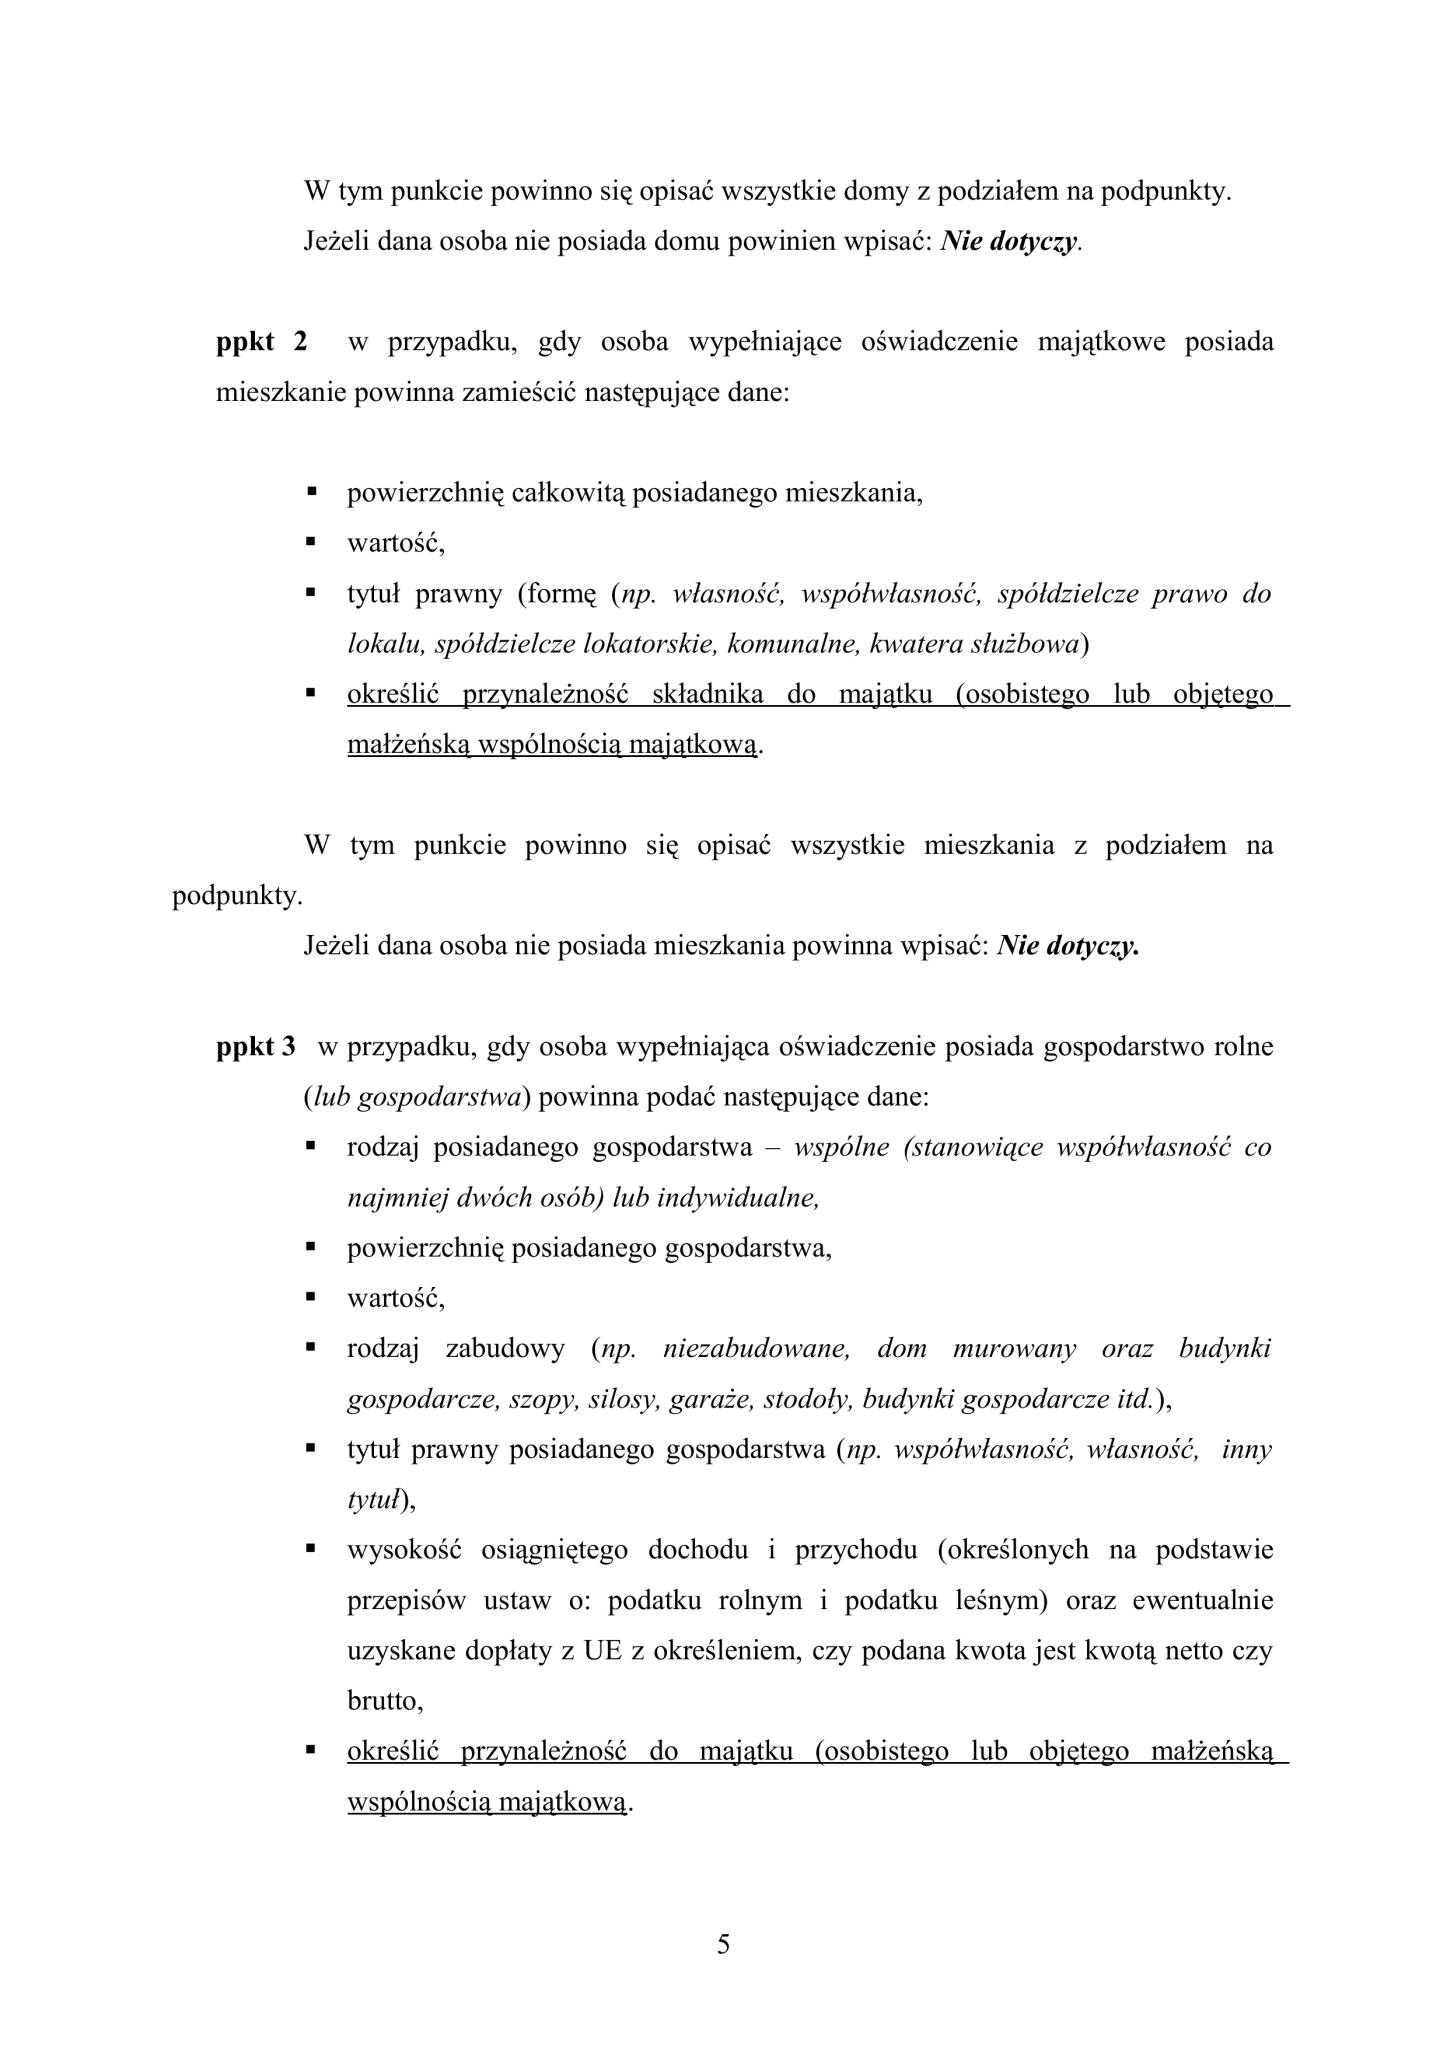 W tym punkcie powinno się opisać wszystkie domy z podziałem na podpunkty.
Jeżeli dana osoba nie posiada domu powinien wpisać: Nie dotyczy.
ppkt 2 w przypadku, gdy osoba wypełniające oświadczenie majątkowe posiada
mieszkanie powinna zamieścić następujące dane:
▪ powierzchnię całkowitą posiadanego mieszkania,
▪ wartość,
▪ tytuł prawny (formę (np. własność, współwłasność, spółdzielcze prawo do
lokalu, spółdzielcze lokatorskie, komunalne, kwatera służbowa)
▪ określić przynależność składnika do majątku (osobistego lub objętego
małżeńską wspólnością majątkową.
W tym punkcie powinno się opisać wszystkie mieszkania z podziałem na
podpunkty.
Jeżeli dana osoba nie posiada mieszkania powinna wpisać: Nie dotyczy.
ppkt 3 w przypadku, gdy osoba wypełniająca oświadczenie posiada gospodarstwo rolne
(lub gospodarstwa) powinna podać następujące dane:
▪ rodzaj posiadanego gospodarstwa – wspólne (stanowiące współwłasność co
najmniej dwóch osób) lub indywidualne,
▪ powierzchnię posiadanego gospodarstwa,
▪ wartość,
▪ rodzaj zabudowy (np. niezabudowane, dom murowany oraz budynki
gospodarcze, szopy, silosy, garaże, stodoły, budynki gospodarcze itd.),
▪ tytuł prawny posiadanego gospodarstwa (np. współwłasność, własność, inny
tytuł),
▪ wysokość osiągniętego dochodu i przychodu (określonych na podstawie
przepisów ustaw o: podatku rolnym i podatku leśnym) oraz ewentualnie
uzyskane dopłaty z UE z określeniem, czy podana kwota jest kwotą netto czy
brutto,
▪ określić przynależność do majątku (osobistego lub objętego małżeńską
wspólnością majątkową.
5